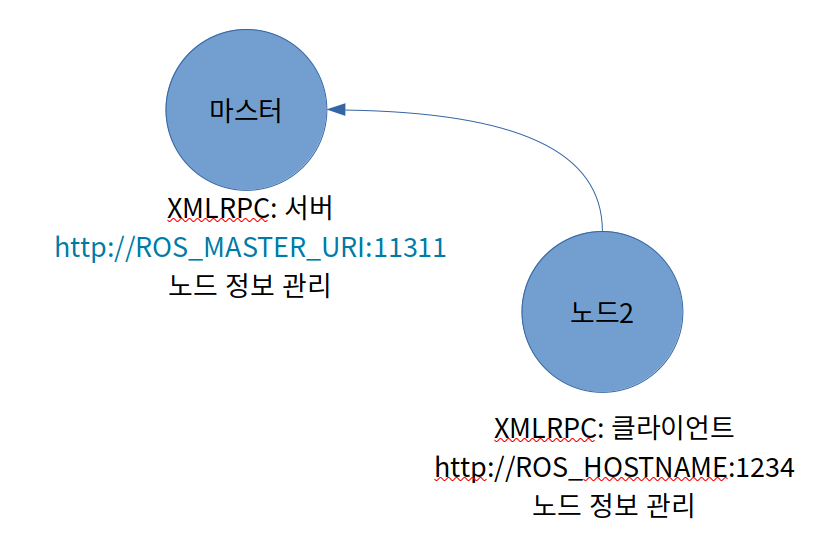 마스터
XMLRPC: 서버
http://ROS_MASTER_URI:11311
노드 정보 관리
노드2
XMLRPC: 클라이언트
http://ROS_HOSTNAME:1234
노드 정보 관리